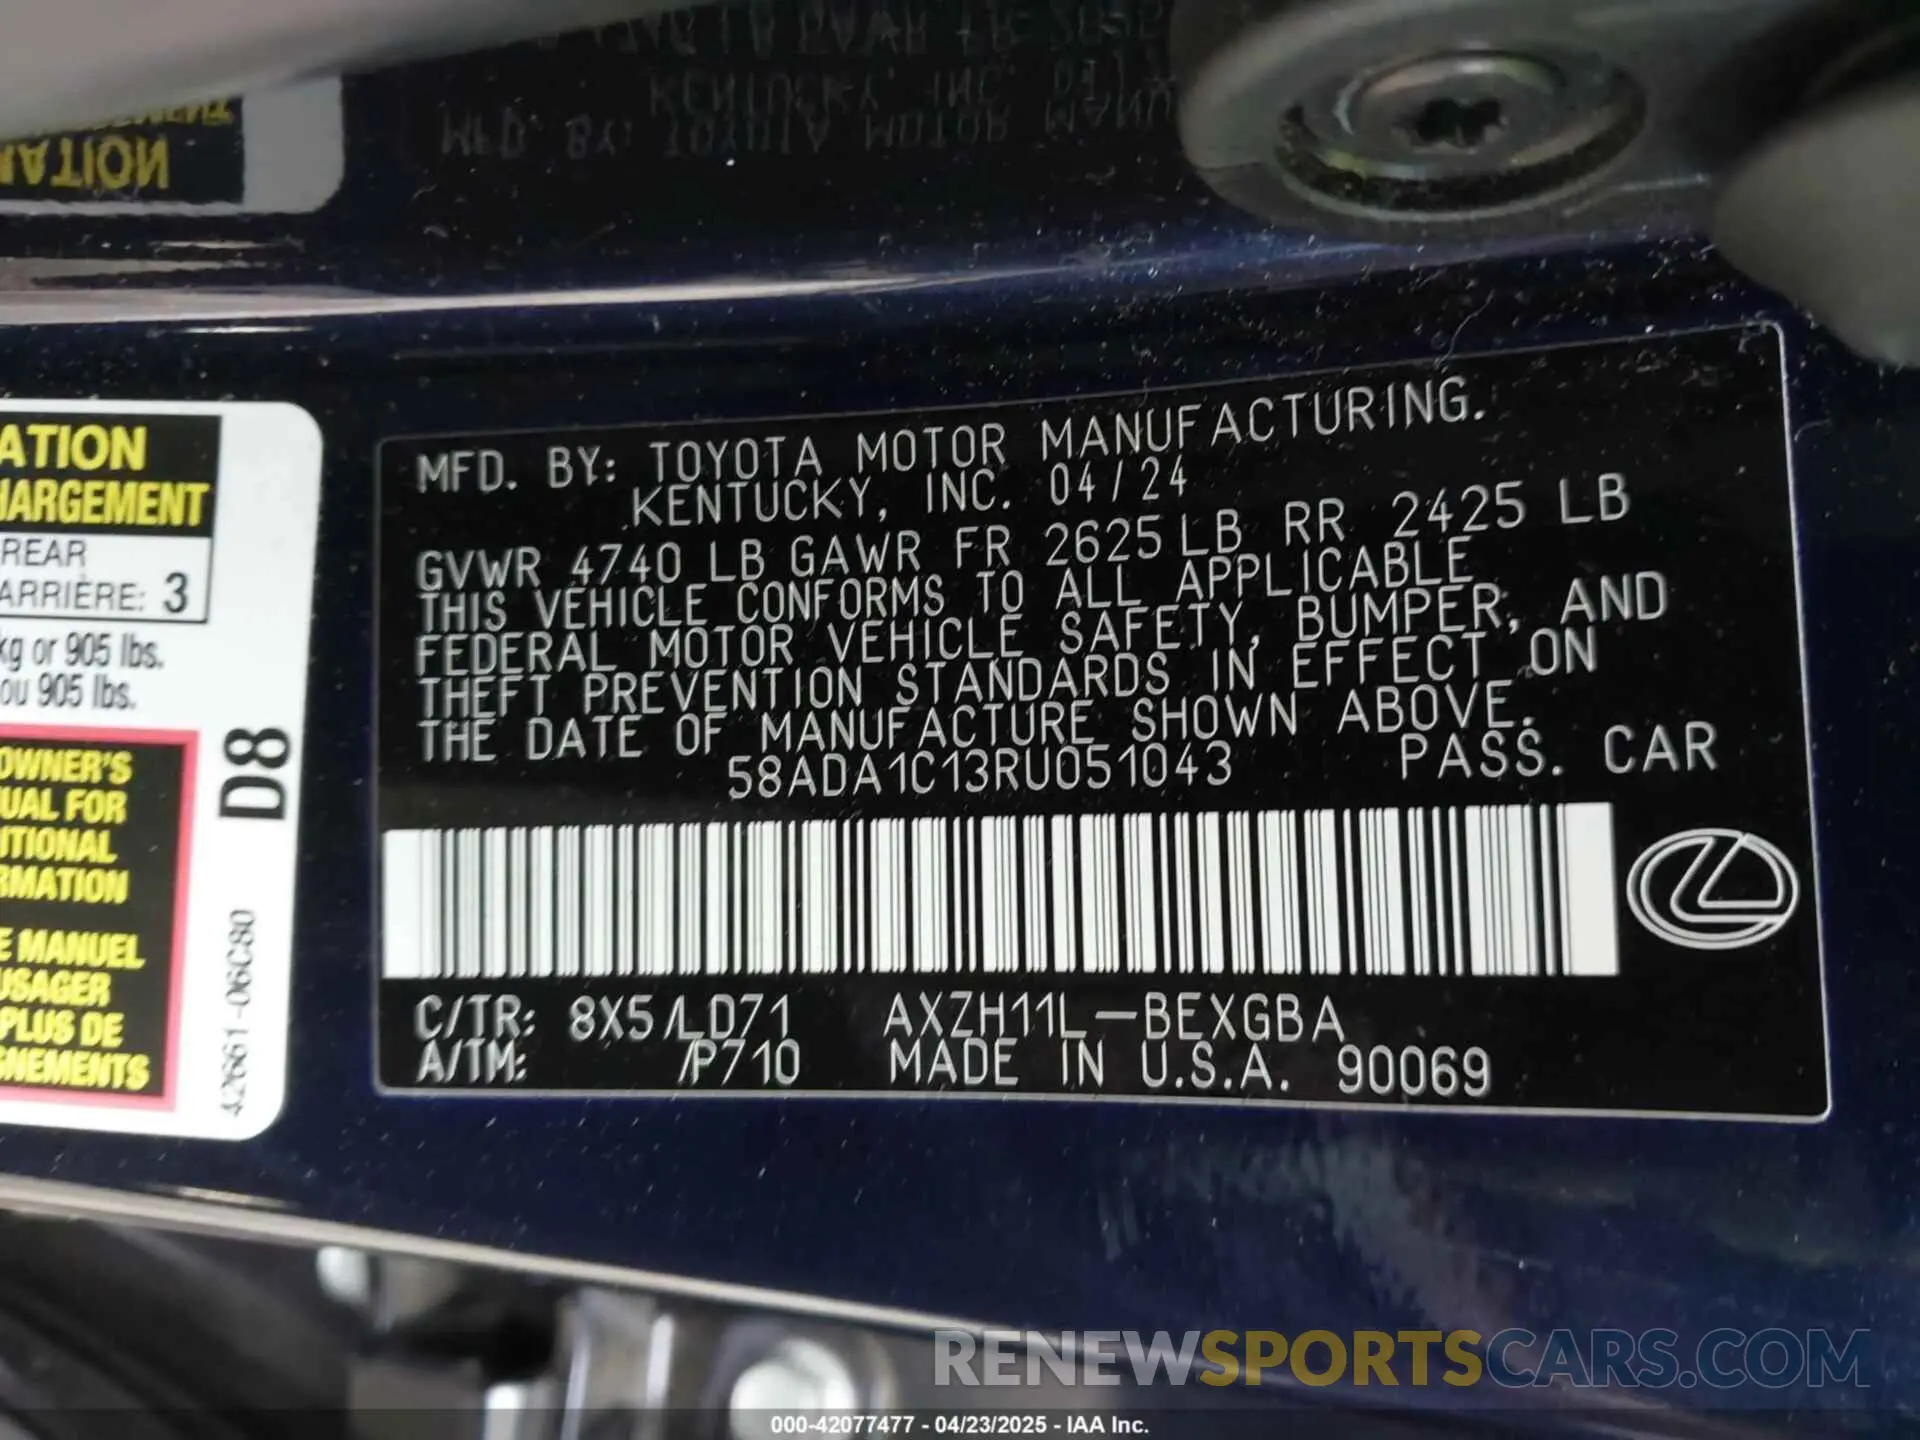 MATION
ATION
HARGEMENT
REAR
ARRIÈRE: 3
kg or 905 lbs.
ou 905 lbs.
OWNER'S
UAL FOR
ITIONAL
RMATION
E MANUEL
USAGER
PLUS DE
GNEMENTS
D8
42661-06C80
MFD. BY: TOYOTA MOTOR MANUFACTURING.
KENTUCKY, INC. 04/24
GVWR 4740 LB GAWR FR 2625 LB RR 2425 LB
THIS VEHICLE CONFORMS TO ALL APPLICABLE
FEDERAL MOTOR VEHICLE SAFETY, BUMPER, AND
THEFT PREVENTION STANDARDS IN EFFECT ON
THE DATE OF MANUFACTURE SHOWN ABOVE.
58ADA1C13RU051043 PASS. CAR
C/TR: 8X5/LD71 AXZH11L-BEXGBA
A/TM: /P710 MADE IN U.S.A. 90069
RENEWSPORTSCARS.COM
000-42077477 - 04/23/2025 - IAA Inc.